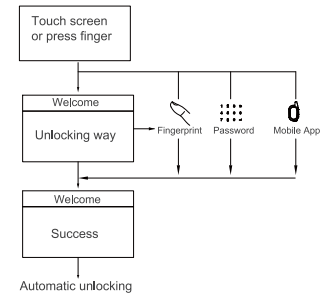 Touch screen
or press finger
Welcome
Unlocking way
Fingerprint
Password
Mobile App
Welcome
Success
Automatic unlocking